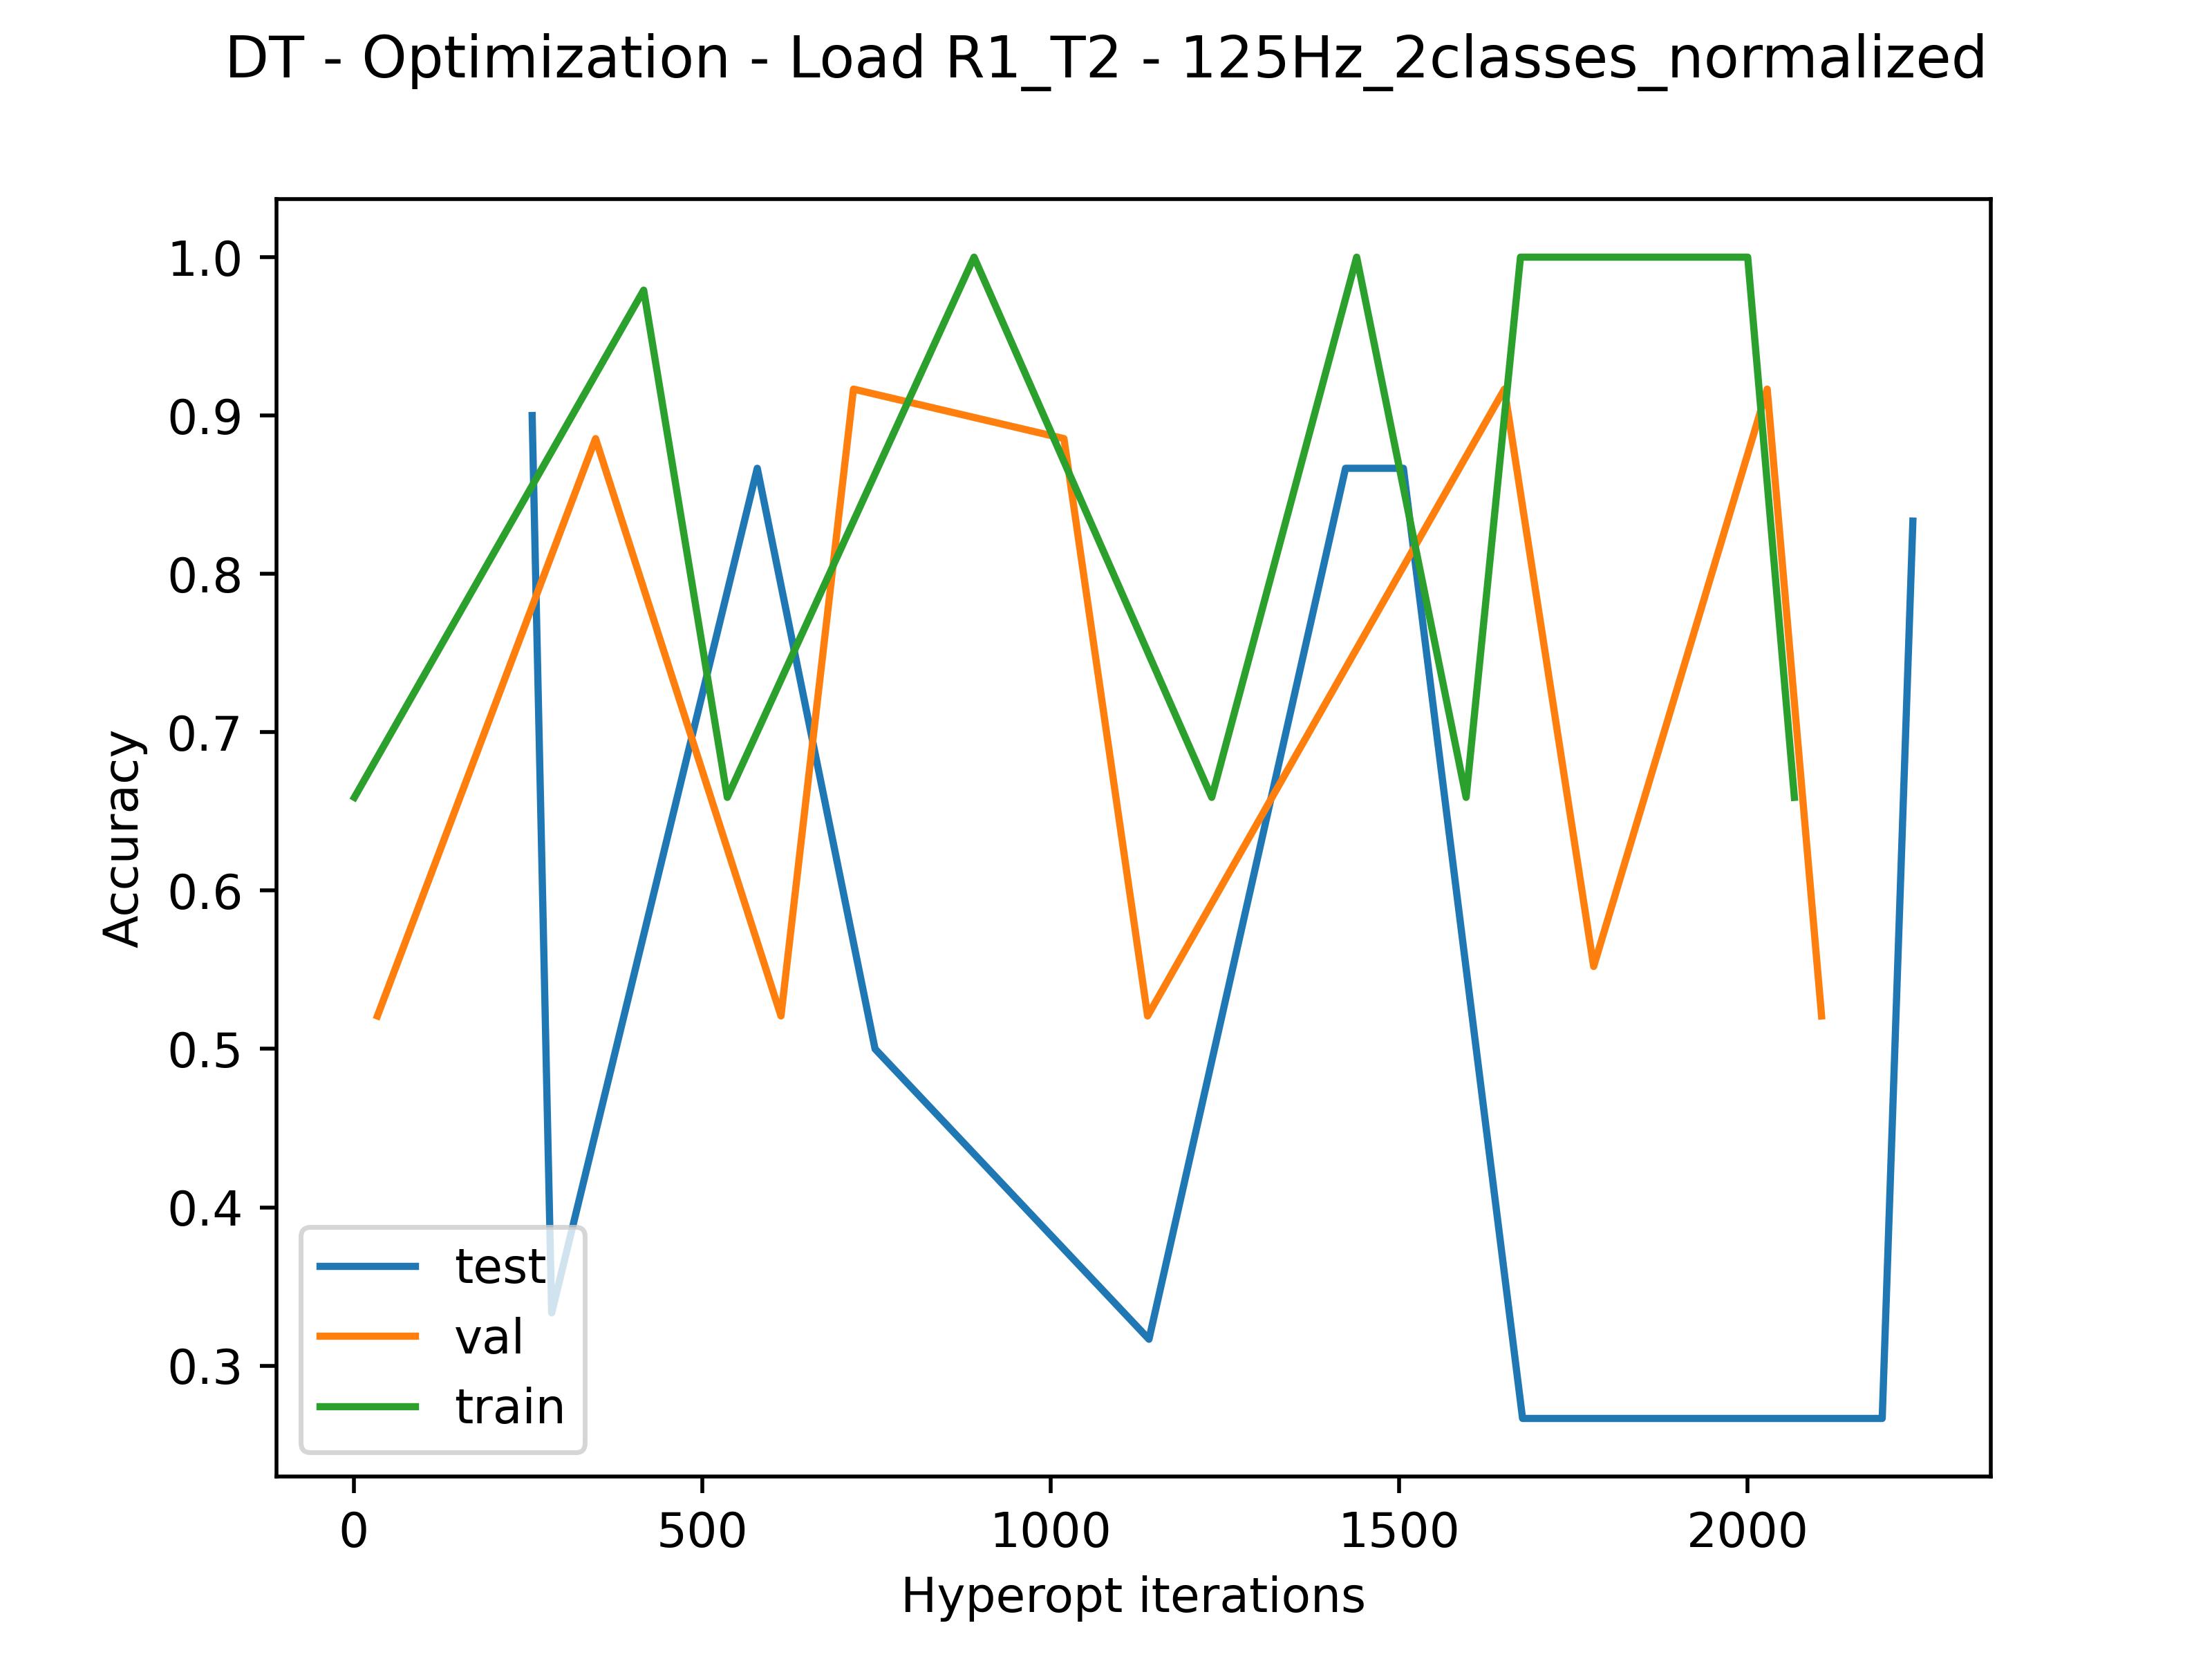 DT - Optimization - Load R1_T2 - 125Hz_2classes_normalized
1.0
0.9
0.8
0.7
0.6
0.5
0.4
0.3
Accuracy
test
val
train
0 500 1000 1500 2000
Hyperopt iterations